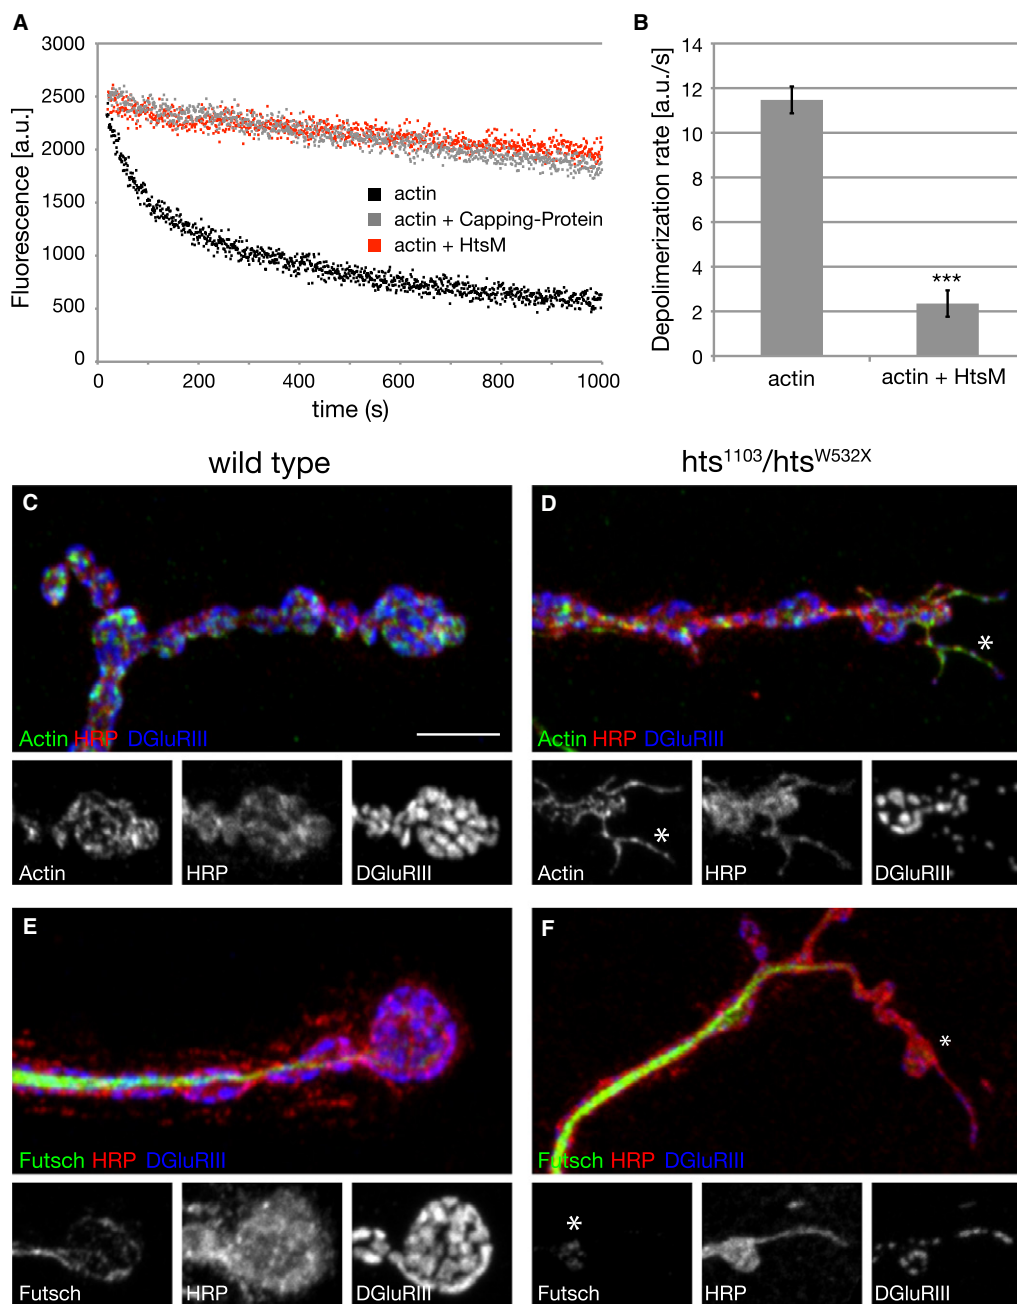 A
3000
2500
2000
1500
1000
500
0
Fluorescence [a.u.]
0 200 400 600 800 1000
time (s)
actin
actin + Capping-Protein
actin + HtsM
B
14
12
10
8
6
4
2
0
Depolimerization rate [a.u./s]
***
actin actin + HtsM
wild type
hts1103/htsW532X
C
Actin HRP DGluRIII
Actin
HRP
DGluRIII
D
*
Actin HRP DGluRIII
*
Actin
HRP
DGluRIII
E
Futsch HRP DGluRIII
Futsch
HRP
DGluRIII
F
*
Futsch HRP DGluRIII
*
Futsch
HRP
DGluRIII